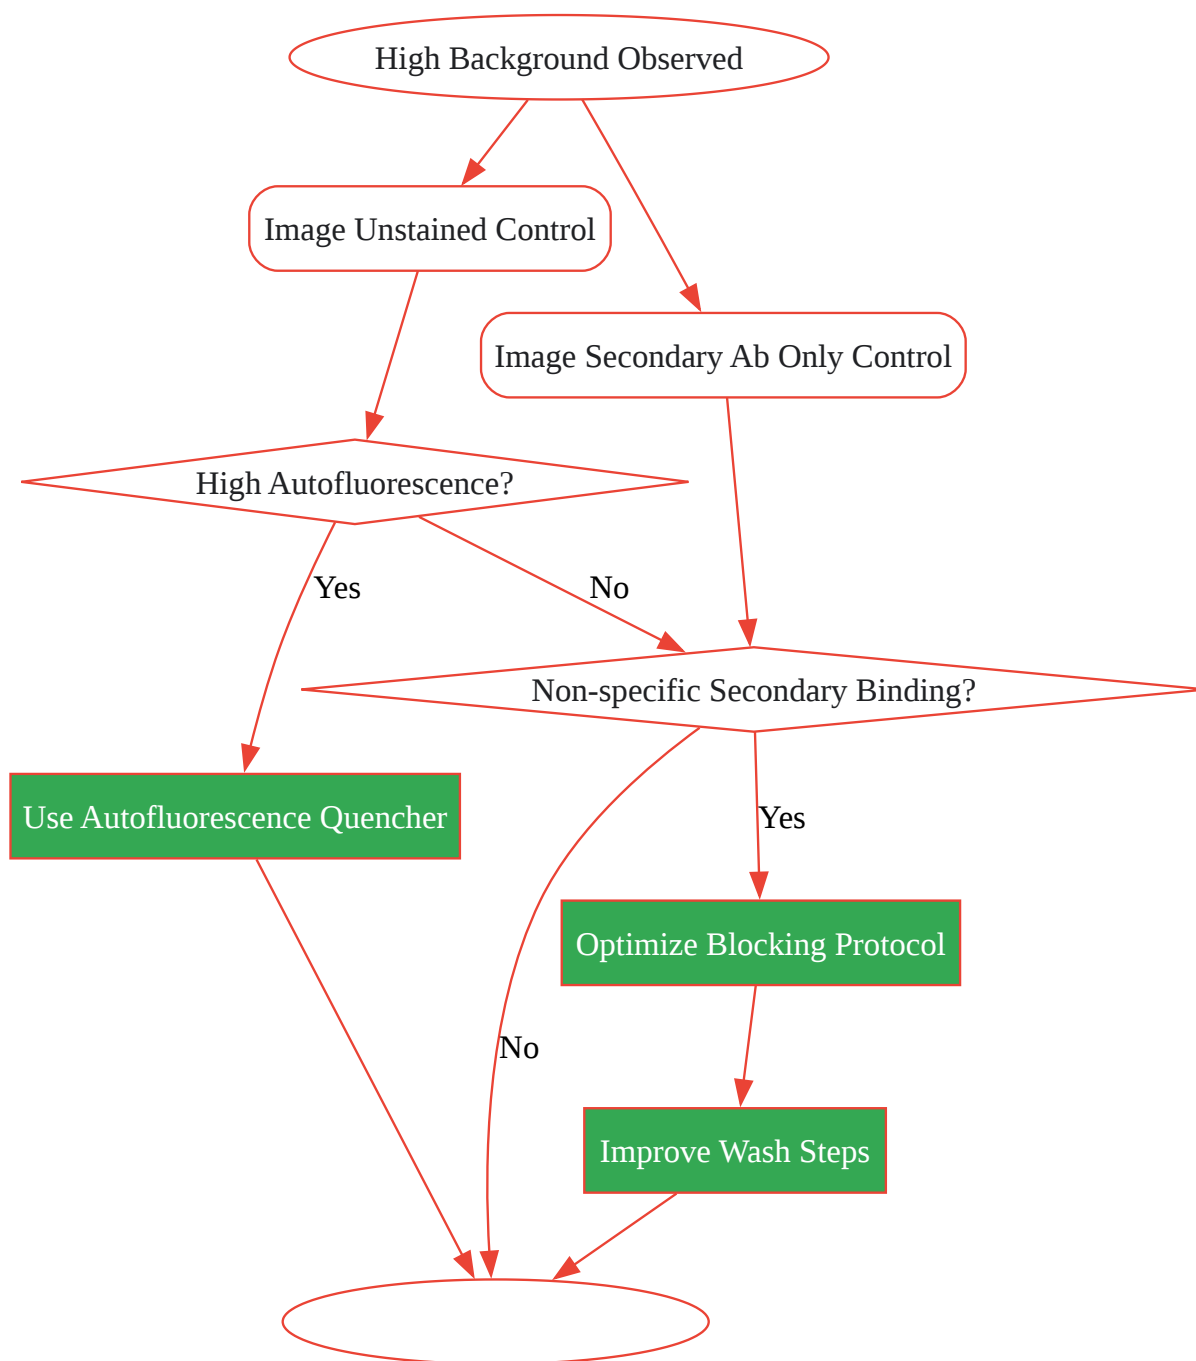 High Background Observed
Image Unstained Control
Image Secondary Ab Only Control
High Autofluorescence?
Yes
No
Non-specific Secondary Binding?
Use Autofluorescence Quencher
Yes
Optimize Blocking Protocol
No
Improve Wash Steps